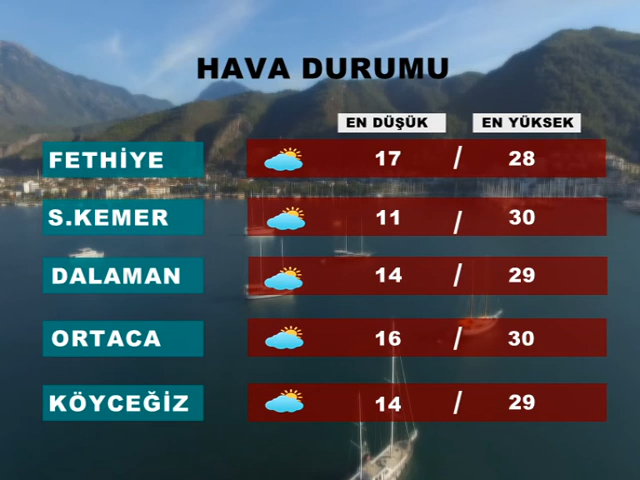 HAVA DURUMU
EN DÜŞÜK EN YÜKSEK
FETHİYE 17 / 28
S.KEMER 11 / 30
DALAMAN 14 / 29
ORTACA 16 / 30
KÖYCEĞİZ 14 / 29